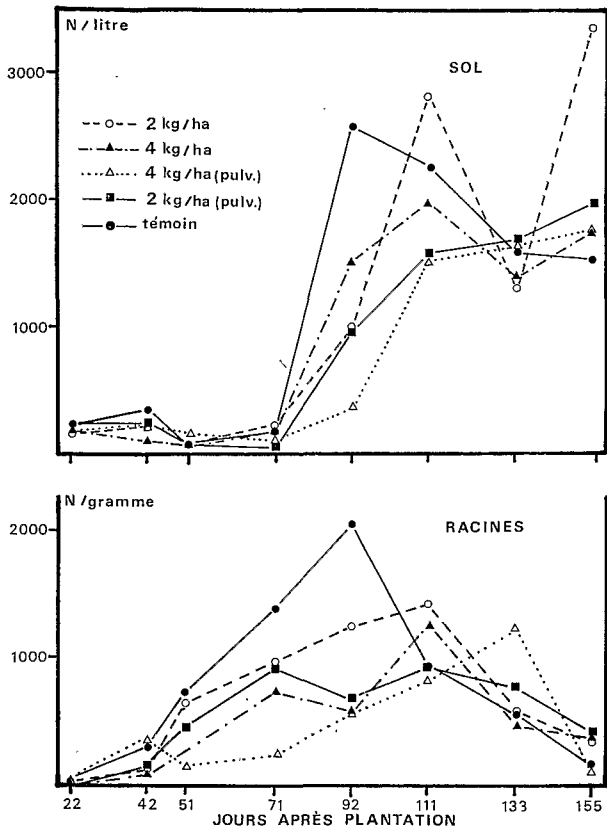 N/litre
SOL
3000
2 kg/ha
4 kg/ha
4 kg/ha (pulv.)
2 kg/ha (pulv.)
témoin
2000
1000
N/gramme
RACINES
2000
1000
22 42 51 71 92 111 133 155
JOURS APRÈS PLANTATION